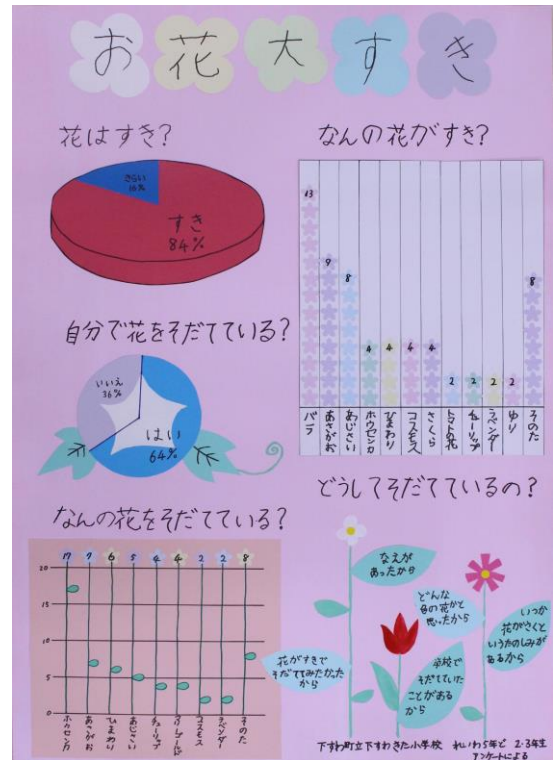 お花大すき
花はすき?
きらい
16%
すき
84%
なんの花がすき?
13
9
8
4
4
4
4
2
2
2
2
8
バラ
あさがお
あじさい
ホウセンカ
ひまわり
コスモス
さくら
トマトの花
チューリップ
ラベンダー
ゆり
そのた
自分で花をそだてている?
いいえ
36%
はい
64%
なんの花をそだてている?
17
7
6
5
4
4
2
2
8
20
15
10
5
0
ホウセンカ
あさがお
ひまわり
あじさい
チューリップ
コスモス
ラベンダー
そのた
どうしてそだてているの?
なえが
あったから
どんな
色の花かと
思ったから
いつか
花がさくと
いうたのしみが
あるから
花がすきで
そだててみたかった
から
学校で
そだてていた
ことがある
から
下すわ町立下すわきた小学校 れいわ5年ど 2・3年生
アンケートによる